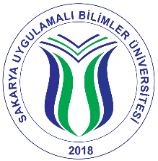 SAKARYA UYGULAMALI BİLİMLER ÜNİVERSİTESİ
2018